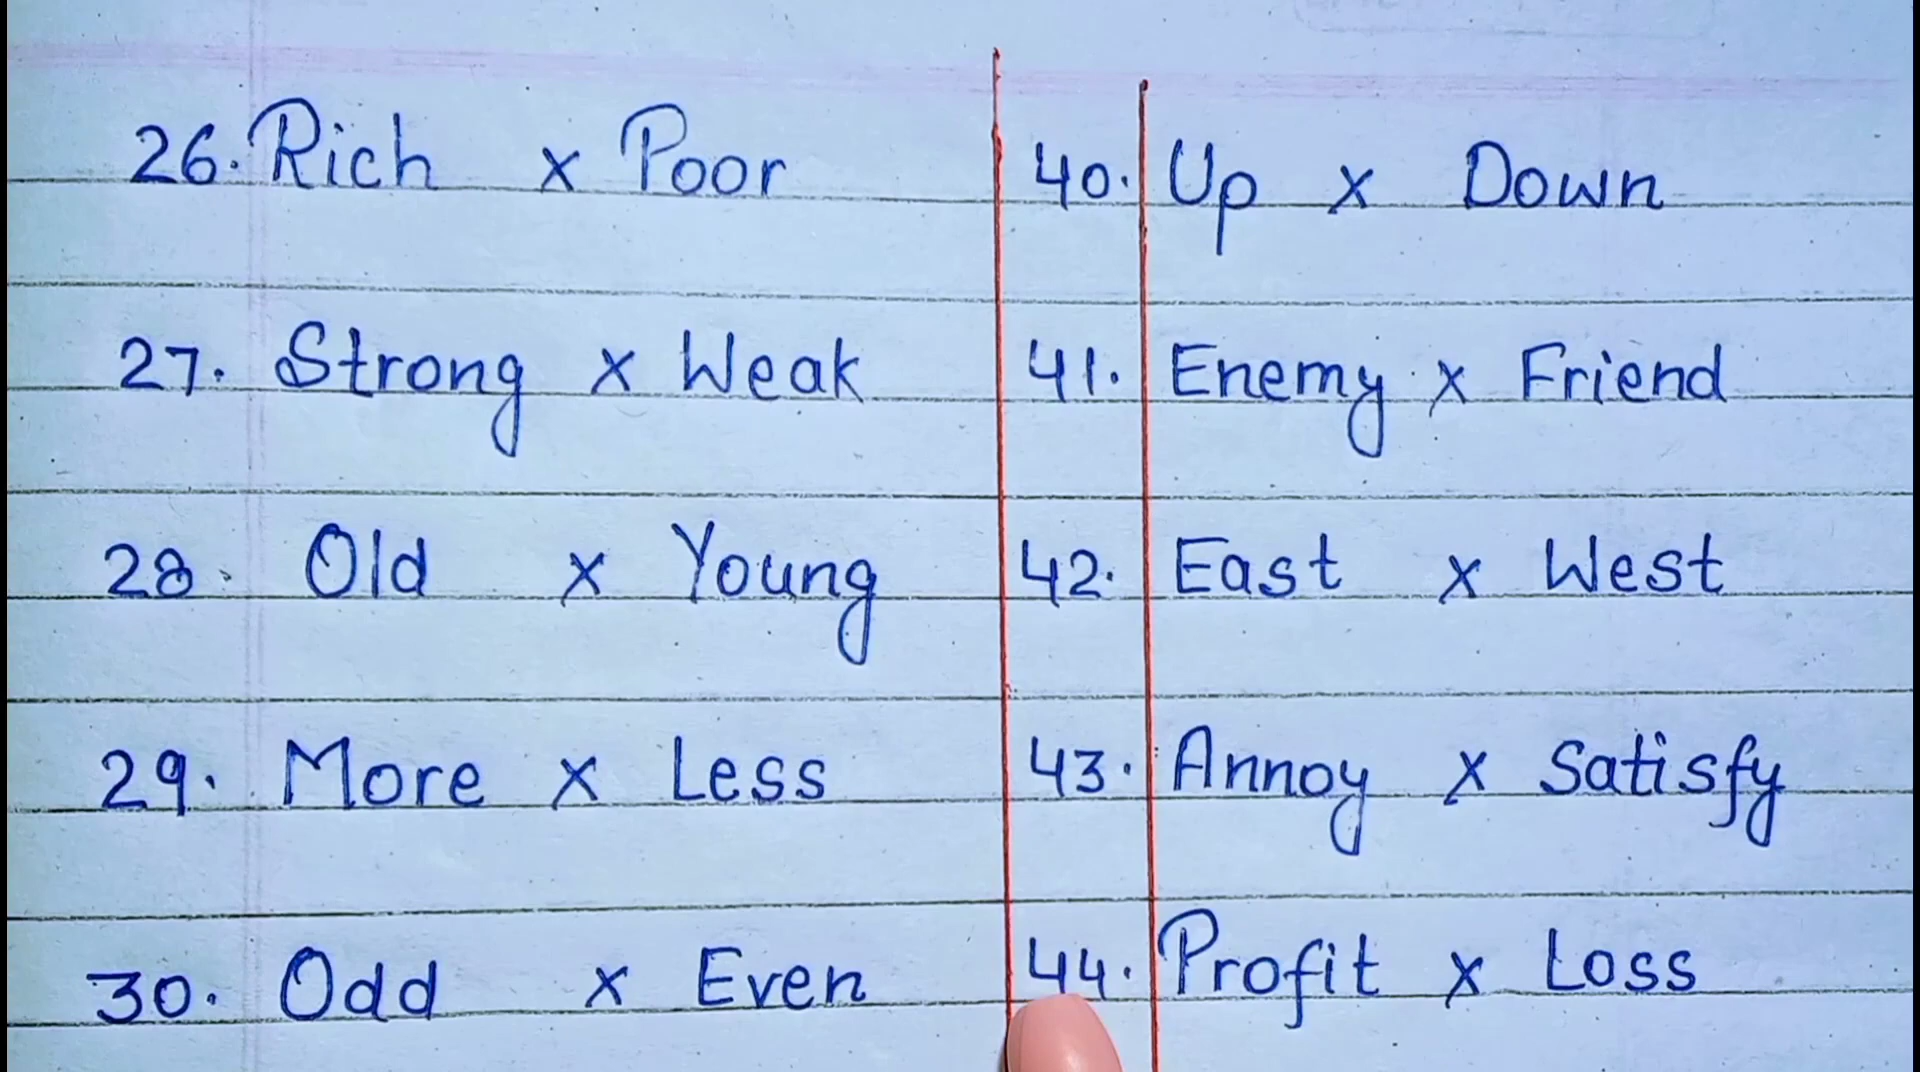 26. Rich x Poor
27. Strong x Weak
28. Old x Young
29. More x Less
30. Odd x Even
40. Up x Down
41. Enemy x Friend
42. East x West
43. Annoy x Satisfy
44. Profit x Loss